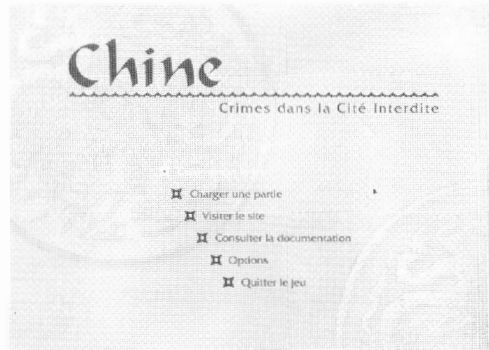 Chine
Crimes dans la Cité Interdite
Charger une partie
Visiter le site
Consulter la documentation
Options
Quitter le jeu